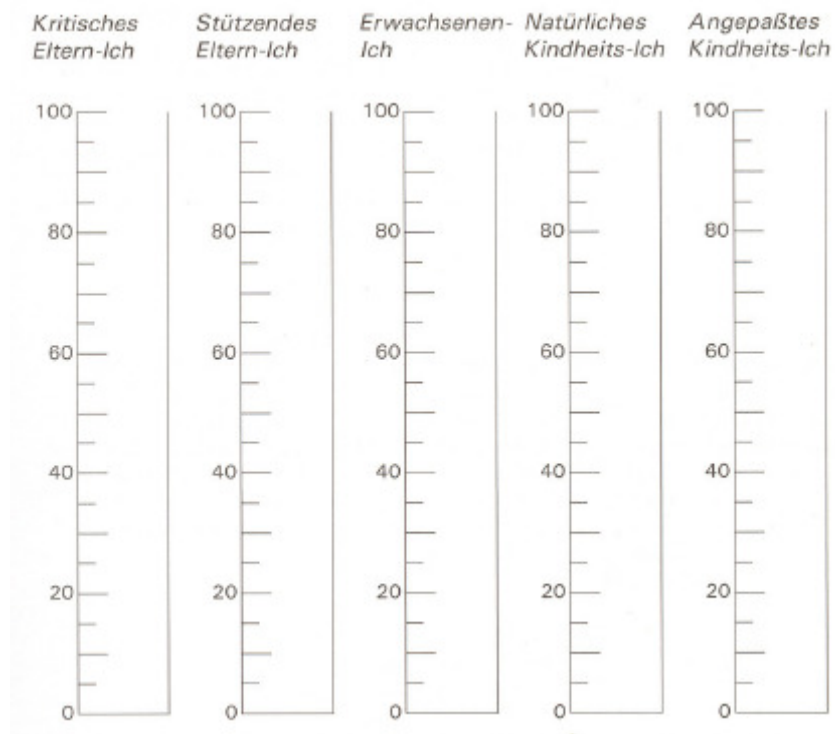 Kritisches
Eltern-Ich
Stützendes
Eltern-Ich
Erwachsenen-
Ich
Natürliches
Kindheits-Ich
Angepaßtes
Kindheits-Ich
100 100 100 100 100
80 80 80 80 80
60 60 60 60 60
40 40 40 40 40
20 20 20 20 20
0 0 0 0 0